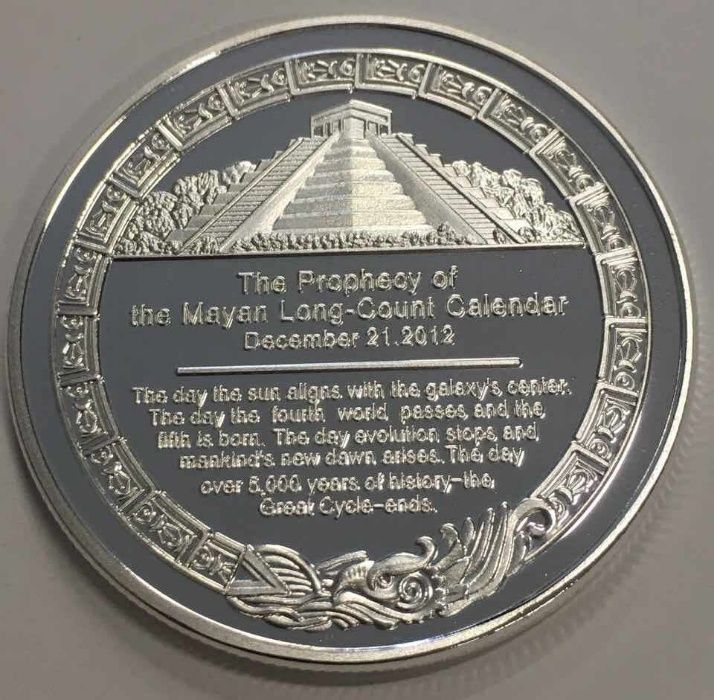 The Prophecy of
the Mayan Long-Count Calendar
December 21.2012
The day the sun aligns with the galaxy's center.
The day the fourth world passes and the
fifth is born. The day evolution stops and
mankind's new dawn arises. The day
over 5,000 years of history-the
Great Cycle-ends.